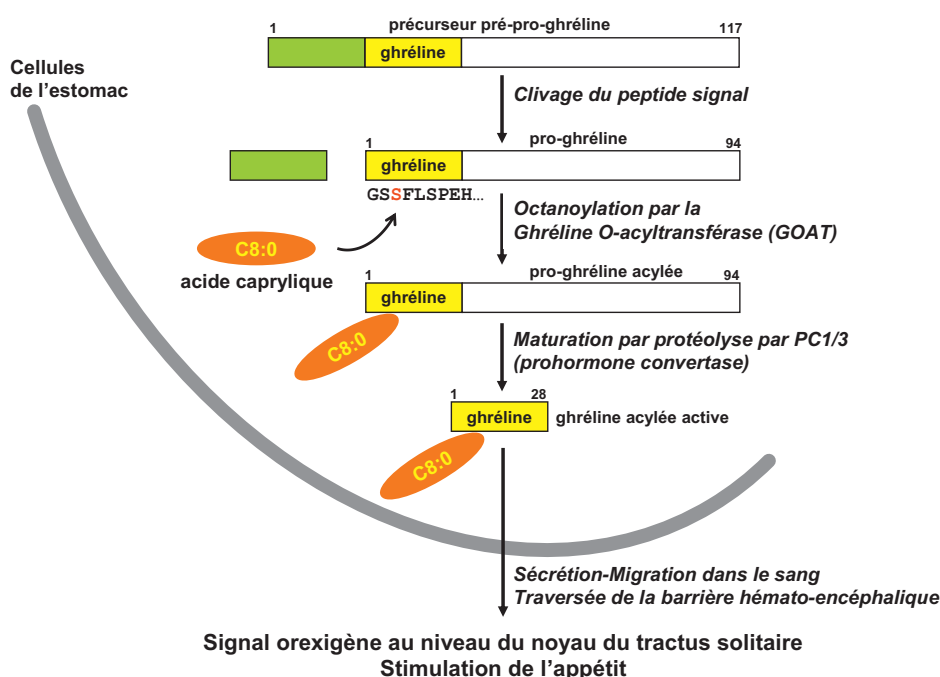 précurseur pré-pro-ghréline
1 117
ghréline
Cellules
de l'estomac
Clivage du peptide signal
pro-ghréline
1 94
ghréline
GSSFLSPEH...
Octanoylation par la
Ghréline O-acyltransférase (GOAT)
C8:0
acide caprylique
pro-ghréline acylée
1 94
ghréline
C8:0
Maturation par protéolyse par PC1/3
(prohormone convertase)
1 28
ghréline ghréline acylée active
C8:0
Sécrétion-Migration dans le sang
Traversée de la barrière hémato-encéphalique
Signal orexigène au niveau du noyau du tractus solitaire
Stimulation de l'appétit